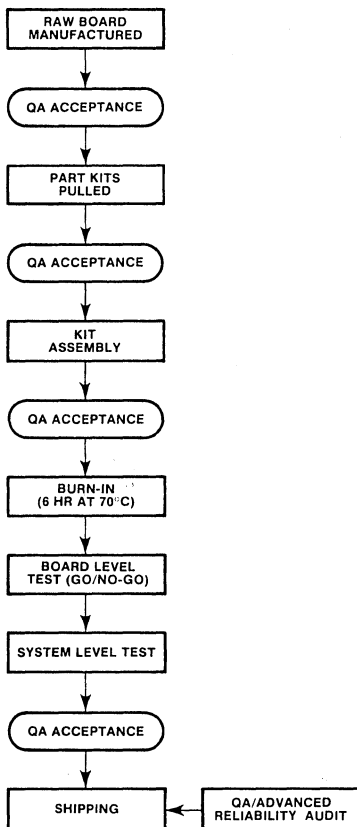 RAW BOARD
MANUFACTURED
QA ACCEPTANCE
PART KITS
PULLED
QA ACCEPTANCE
KIT
ASSEMBLY
QA ACCEPTANCE
BURN-IN
(6 HR AT 70°C)
BOARD LEVEL
TEST (GO/NO-GO)
SYSTEM LEVEL TEST
QA ACCEPTANCE
SHIPPING
QA/ADVANCED
RELIABILITY AUDIT